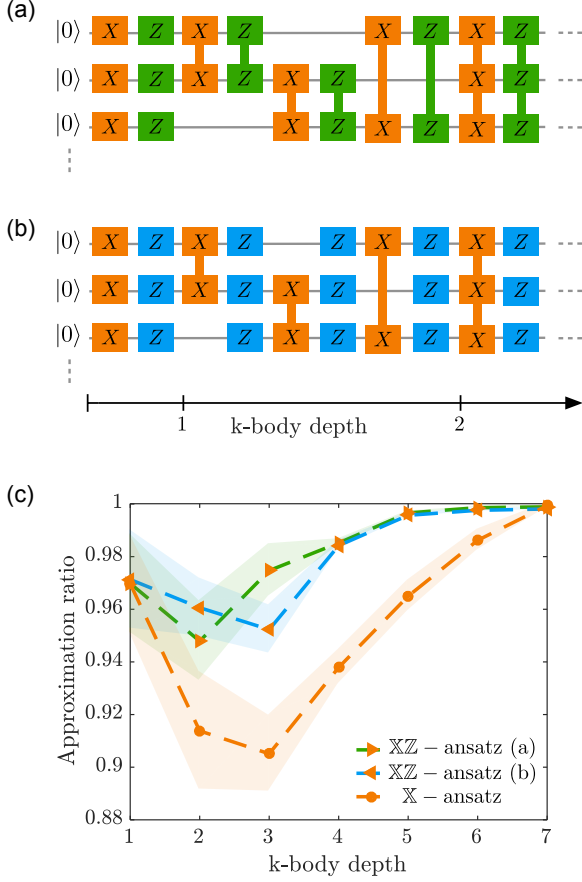 (a)
|0⟩ X Z X Z X Z X Z
|0⟩ X Z X Z X Z X Z
|0⟩ X Z X Z X Z X Z
(b)
|0⟩ X Z X Z Z X Z X Z
|0⟩ X Z X Z X Z Z X Z
|0⟩ X Z Z X Z X Z X Z
1 k-body depth 2
(c)
Approximation ratio
1
0.98
0.96
0.94
0.92
0.9
0.88
𝕏ℤ − ansatz (a)
𝕏ℤ − ansatz (b)
𝕏 − ansatz
1 2 3 4 5 6 7
k-body depth